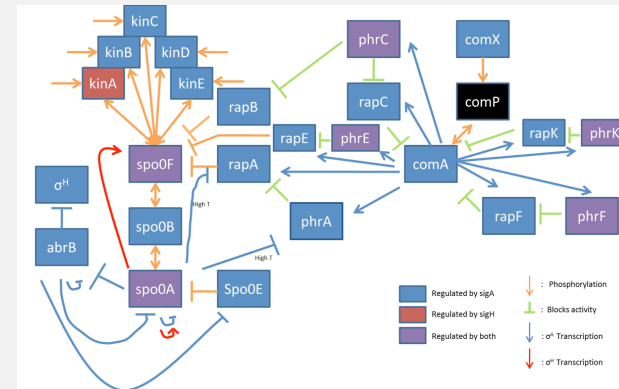 kinC
kinB
kinD
kinA
kinE
phrC
comX
rapB
rapC
comP
rapE
phrE
rapK
phrK
spo0F
rapA
comA
σH
High T
spo0B
phrA
rapF
phrF
abrB
High T
spo0A
Spo0E
Regulated by sigA
Regulated by sigH
Regulated by both
: Phosphorylation
: Blocks activity
: σA Transcription
: σH Transcription